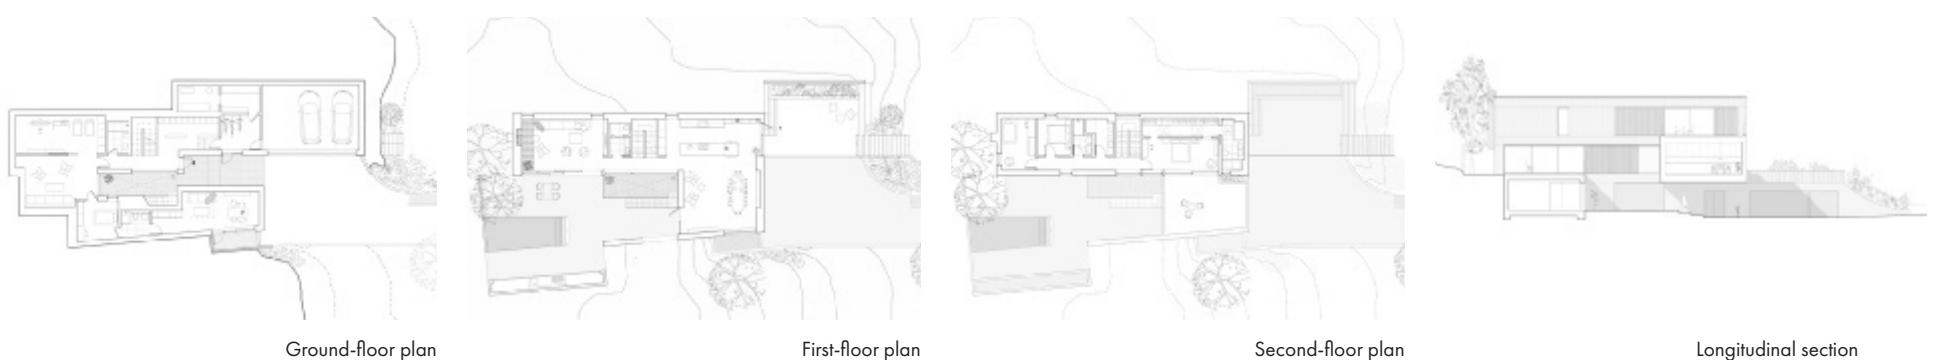 Ground-floor plan
First-floor plan
Second-floor plan
Longitudinal section